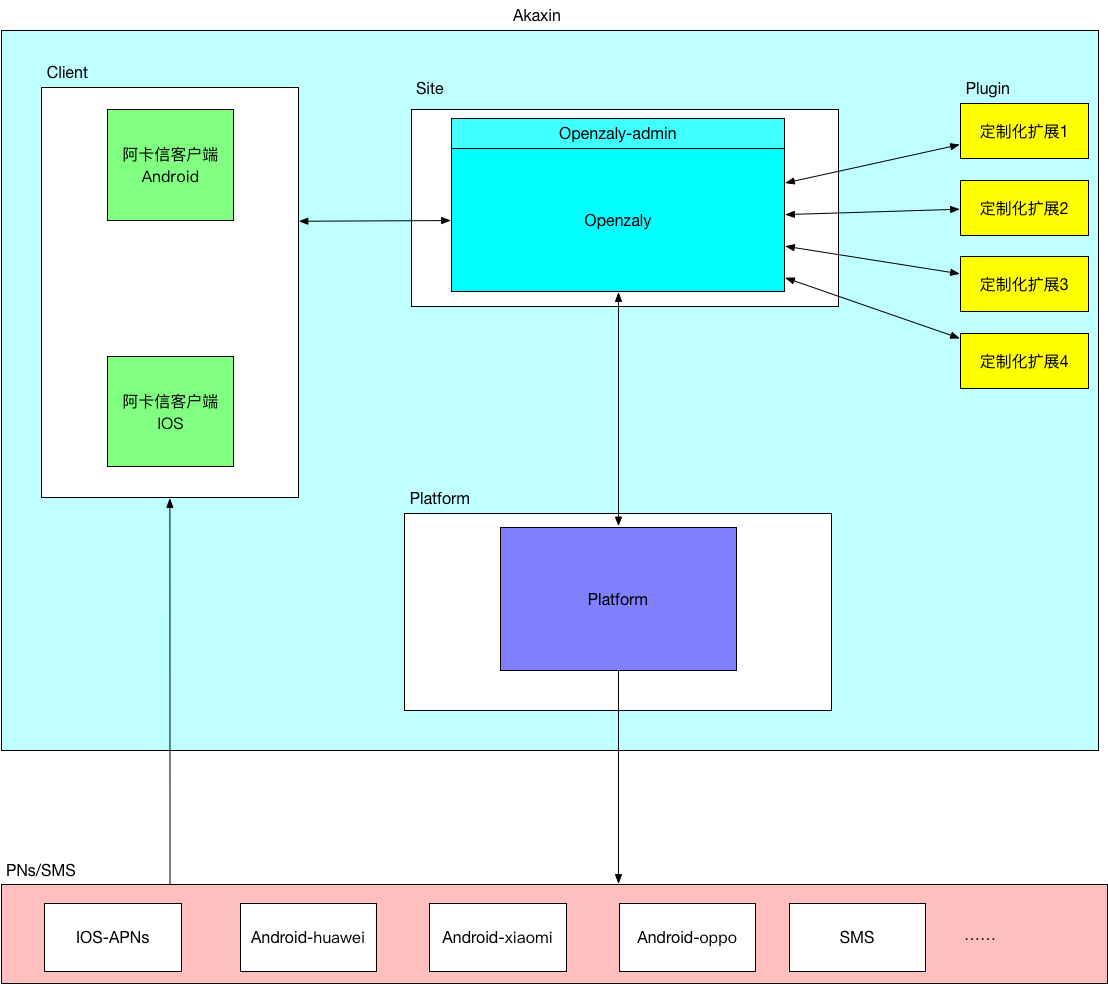 Akaxin
Client
阿卡信客户端
Android
阿卡信客户端
IOS
Site
Openzaly-admin
Openzaly
Plugin
定制化扩展1
定制化扩展2
定制化扩展3
定制化扩展4
Platform
Platform
PNs/SMS
IOS-APNs
Android-huawei
Android-xiaomi
Android-oppo
SMS
……